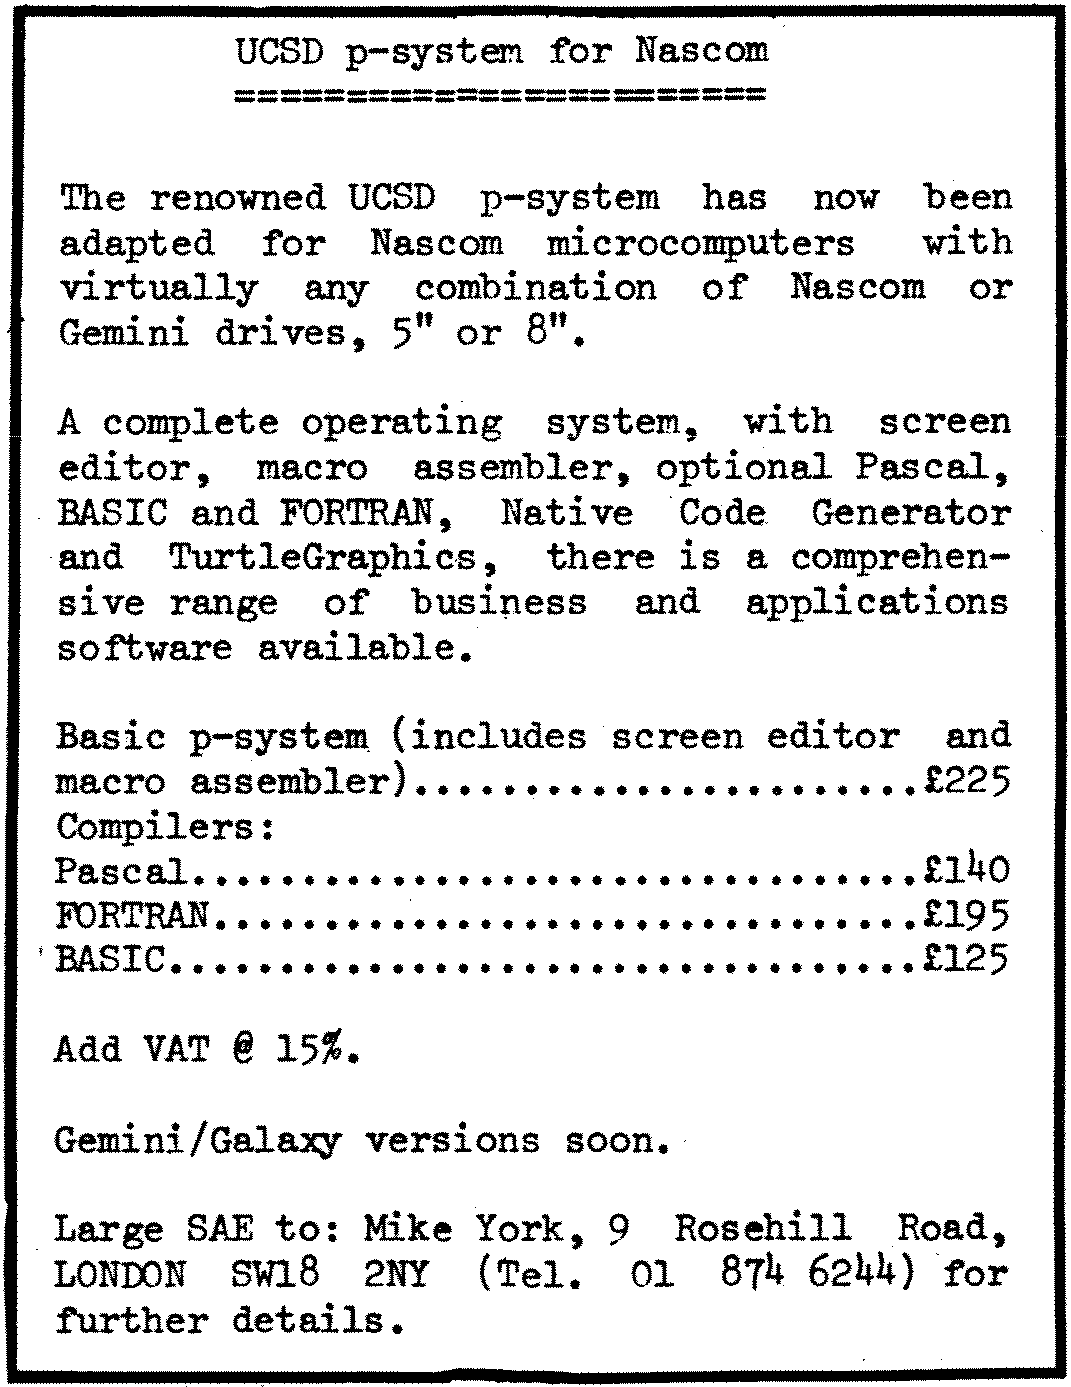 UCSD p-system for Nascom
========================
The renowned UCSD p-system has now been
adapted for Nascom microcomputers with
virtually any combination of Nascom or
Gemini drives, 5" or 8".
A complete operating system, with screen
editor, macro assembler, optional Pascal,
BASIC and FORTRAN, Native Code Generator
and TurtleGraphics, there is a comprehen-
sive range of business and applications
software available.
Basic p-system (includes screen editor and
macro assembler).......................£225
Compilers:
Pascal.................................£140
FORTRAN................................£195
BASIC..................................£125
Add VAT @ 15%.
Gemini/Galaxy versions soon.
Large SAE to: Mike York, 9 Rosehill Road,
LONDON SW18 2NY (Tel. 01 874 6244) for
further details.